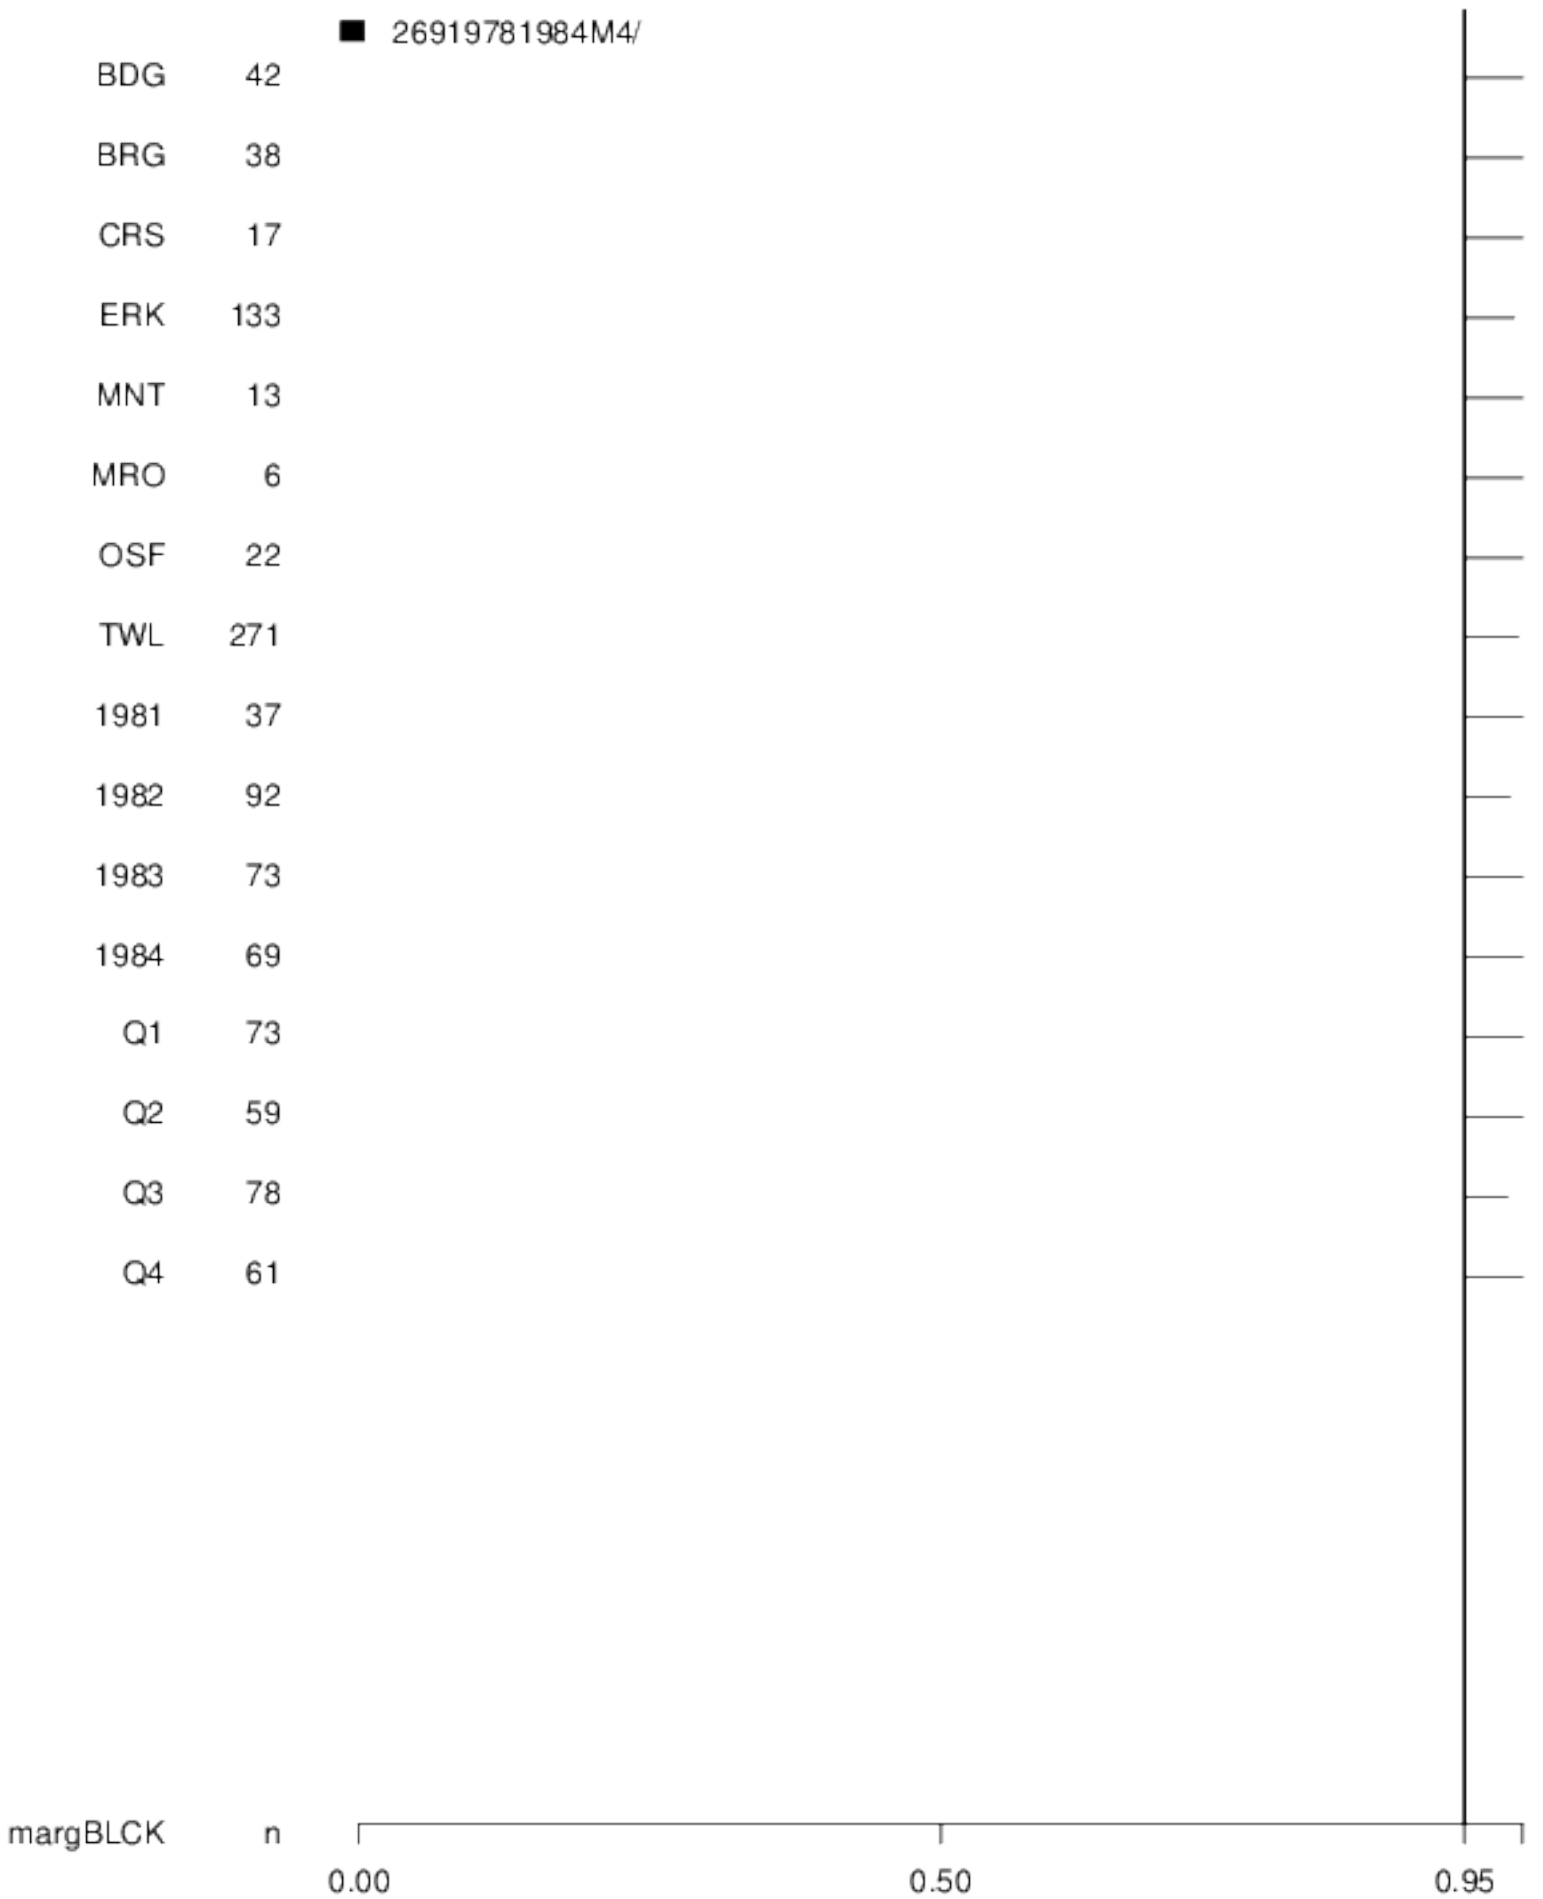 26919781984M4/
BDG 42
BRG 38
CRS 17
ERK 133
MNT 13
MRO 6
OSF 22
TWL 271
1981 37
1982 92
1983 73
1984 69
Q1 73
Q2 59
Q3 78
Q4 61
margBLCK n
0.00 0.50 0.95